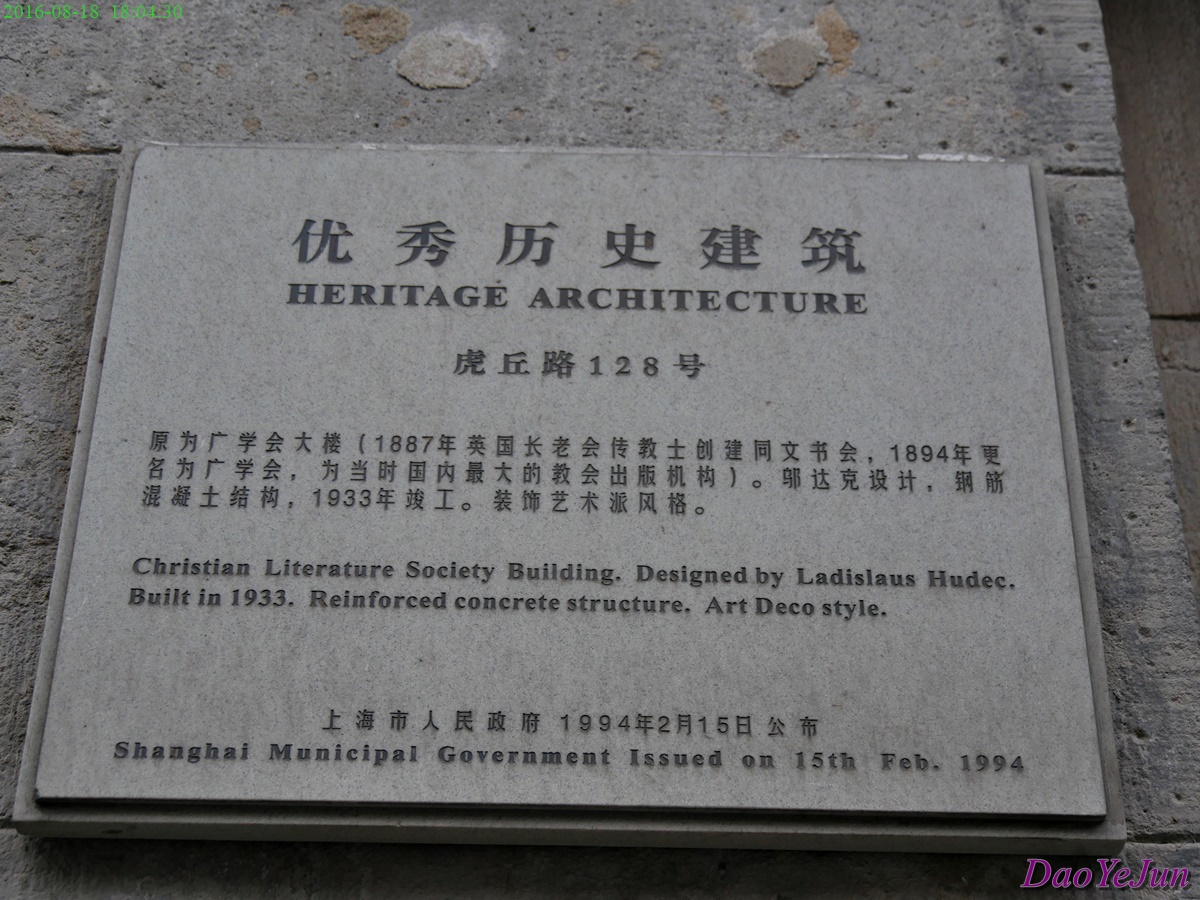 2016-08-18 18:04:30
优秀历史建筑
HERITAGE ARCHITECTURE
虎丘路128号
原为广学会大楼(1887年英国长老会传教士创建同文书会，1894年更
名为广学会，为当时国内最大的教会出版机构)。邬达克设计，钢筋
混凝土结构，1933年竣工。装饰艺术派风格。
Christian Literature Society Building. Designed by Ladislaus Hudec.
Built in 1933. Reinforced concrete structure. Art Deco style.
上海市人民政府 1994年2月15日公布
Shanghai Municipal Government Issued on 15th Feb. 1994
DaoYeJun